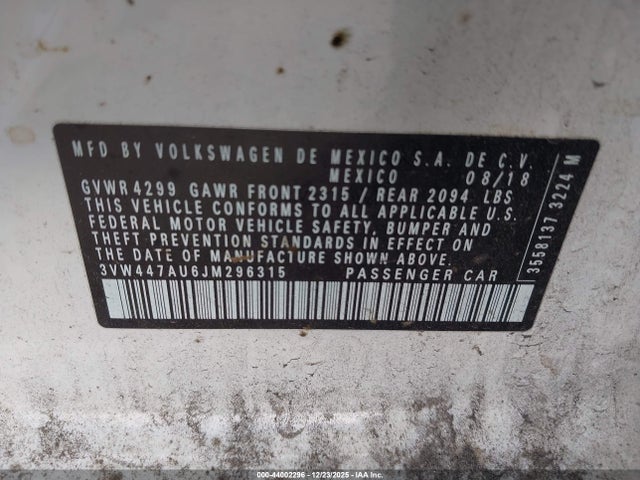 MFD BY VOLKSWAGEN DE MEXICO S.A. DE C.V.
MEXICO 08/18
GVWR 4299 GAWR FRONT 2315 / REAR 2094 LBS
THIS VEHICLE CONFORMS TO ALL APPLICABLE U.S.
FEDERAL MOTOR VEHICLE SAFETY, BUMPER AND
THEFT PREVENTION STANDARDS IN EFFECT ON
THE DATE OF MANUFACTURE SHOWN ABOVE.
3VW447AU6JM296315 PASSENGER CAR
3558137 3224 M
000-44002296 - 12/23/2025 - IAA Inc.